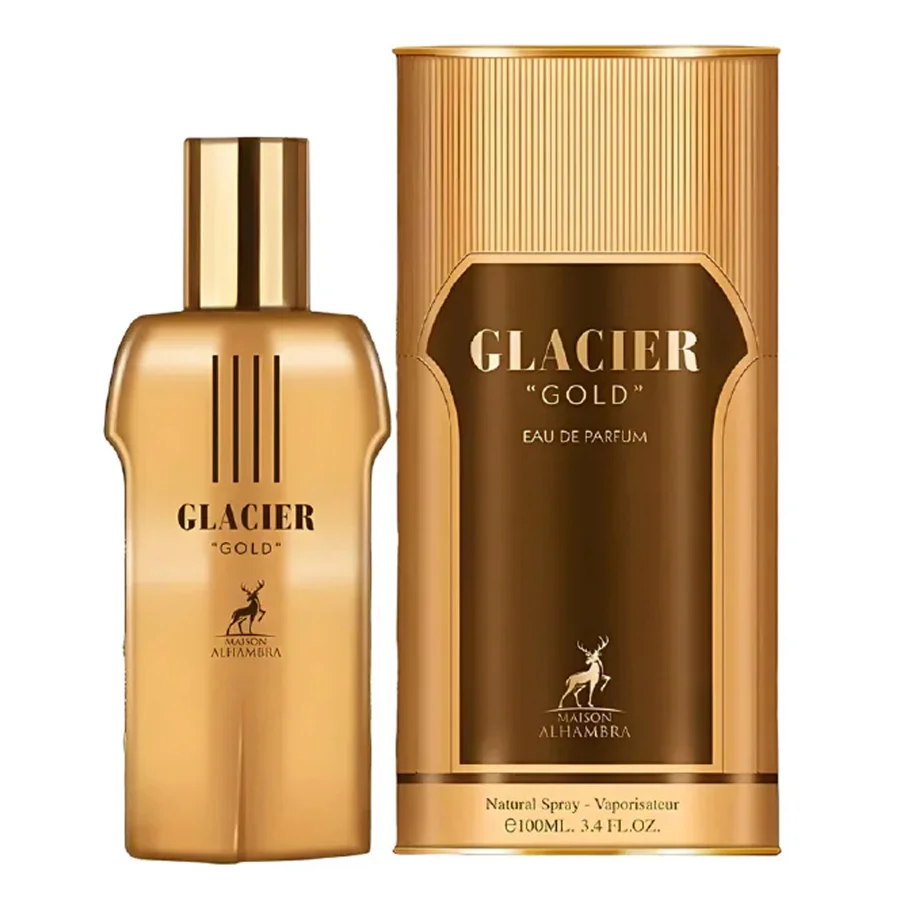 GLACIER
"GOLD"
MAISON
ALHAMBRA
GLACIER
"GOLD"
EAU DE PARFUM
MAISON
ALHAMBRA
Natural Spray - Vaporisateur
℮100ML. 3.4 FL.OZ.